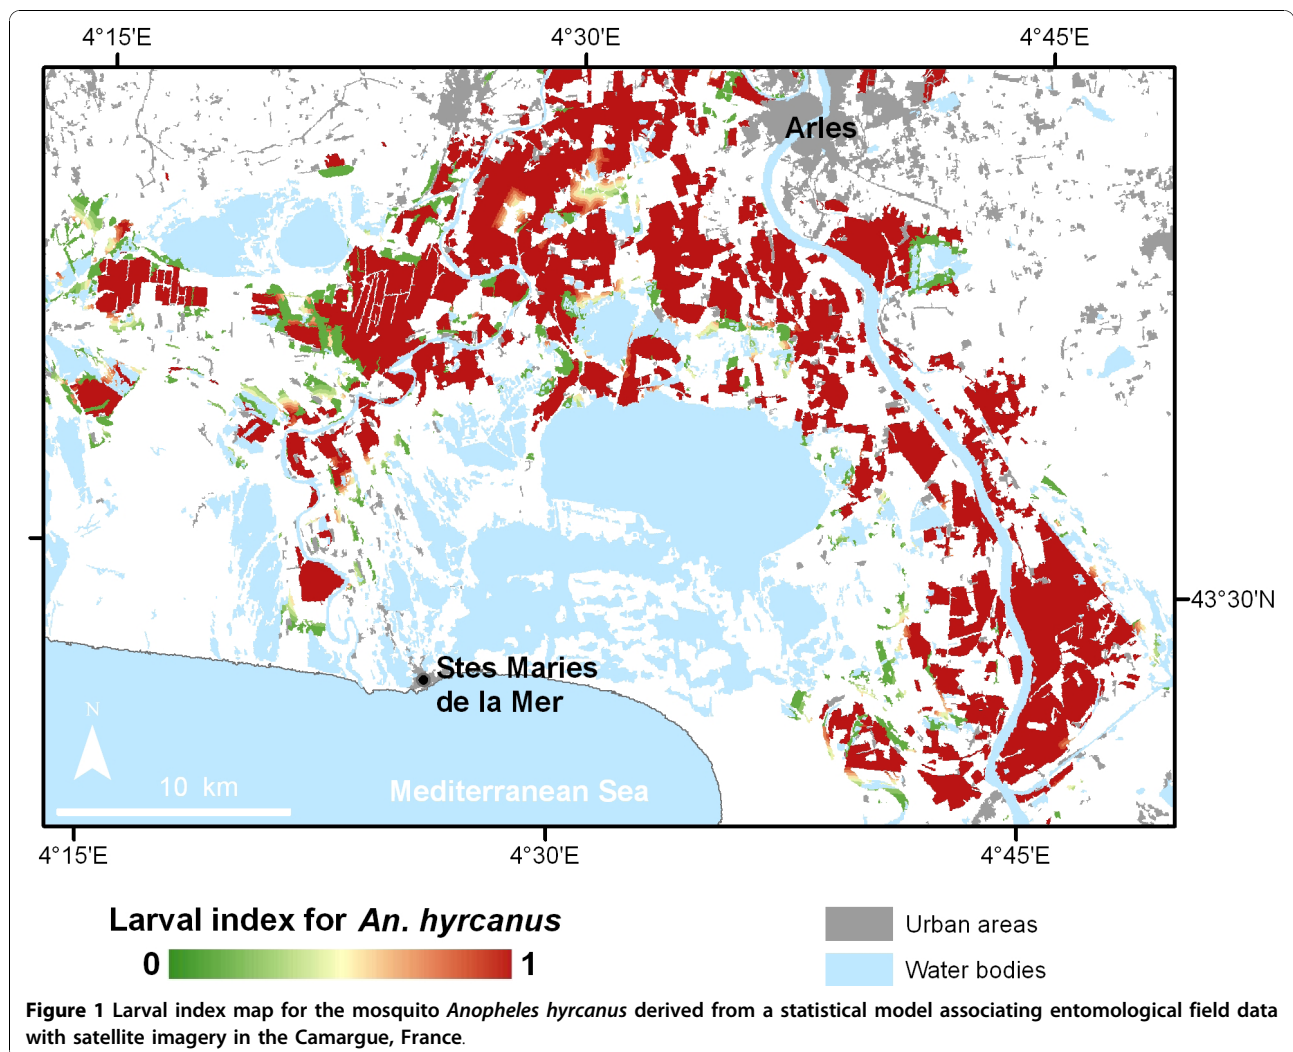 4°15'E 4°30'E 4°45'E
Arles
43°30'N
Stes Maries
de la Mer
N
10 km
Mediterranean Sea
4°15'E 4°30'E 4°45'E
Larval index for An. hyrcanus
0 1
Urban areas
Water bodies
Figure 1 Larval index map for the mosquito Anopheles hyrcanus derived from a statistical model associating entomological field data
with satellite imagery in the Camargue, France.